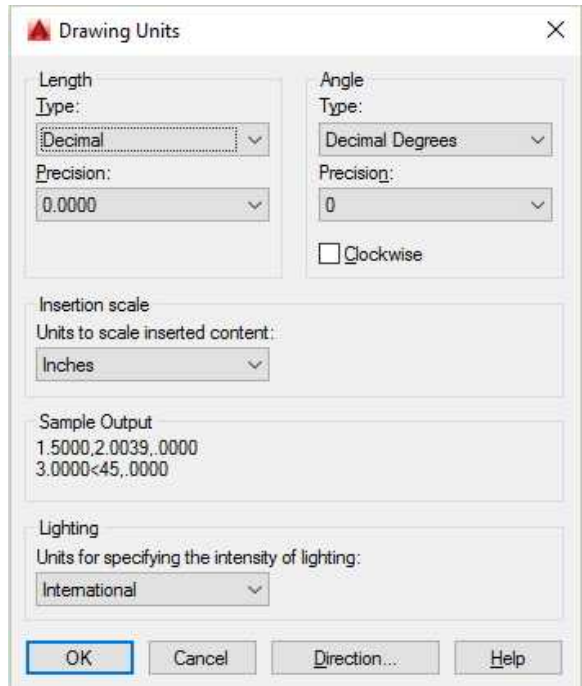 Drawing Units
Length
Type:
Decimal
Precision:
0.0000
Angle
Type:
Decimal Degrees
Precision:
0
Clockwise
Insertion scale
Units to scale inserted content:
Inches
Sample Output
1.5000,2.0039,.0000
3.0000<45,.0000
Lighting
Units for specifying the intensity of lighting:
International
OK Cancel Direction... Help